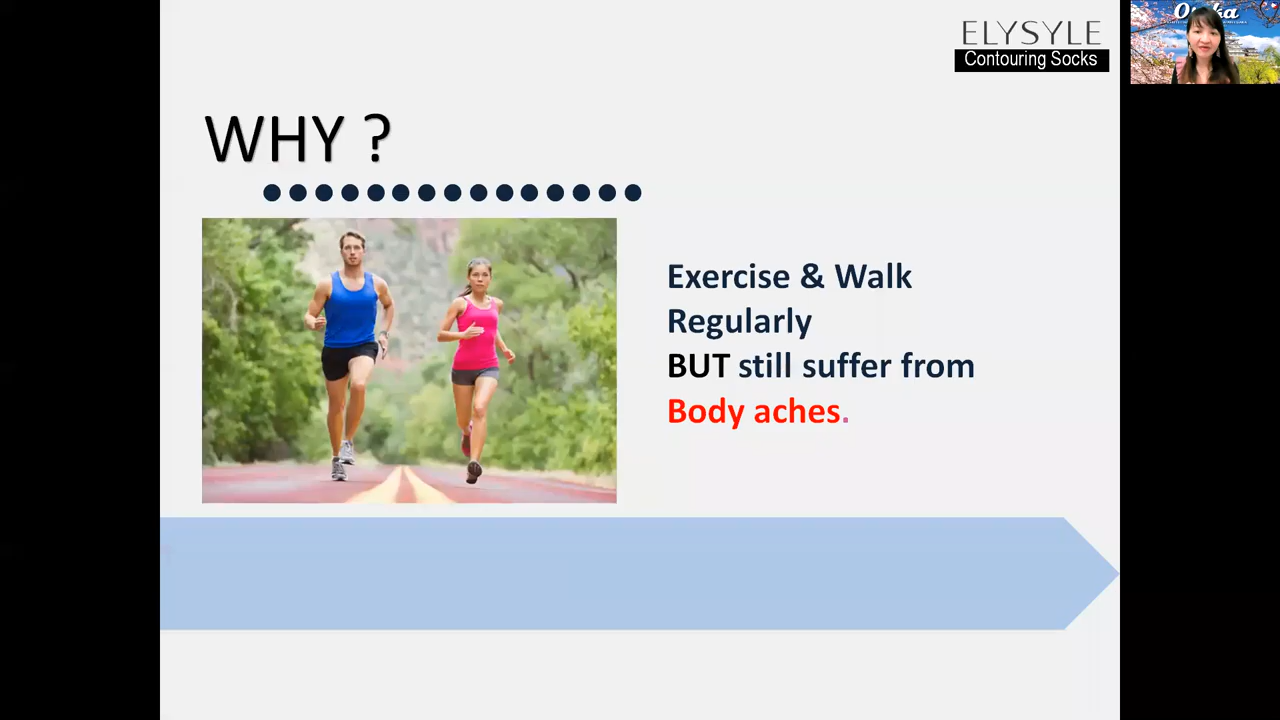 ELYSYLE
Contouring Socks
WHY ?
Exercise & Walk
Regularly
BUT still suffer from
Body aches.